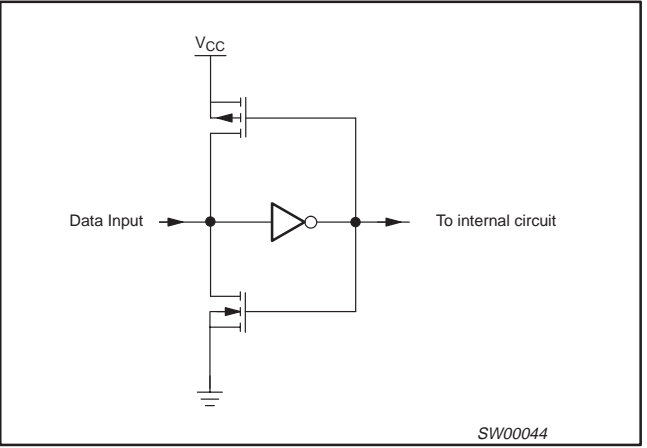 VCC
Data Input
To internal circuit
SW00044